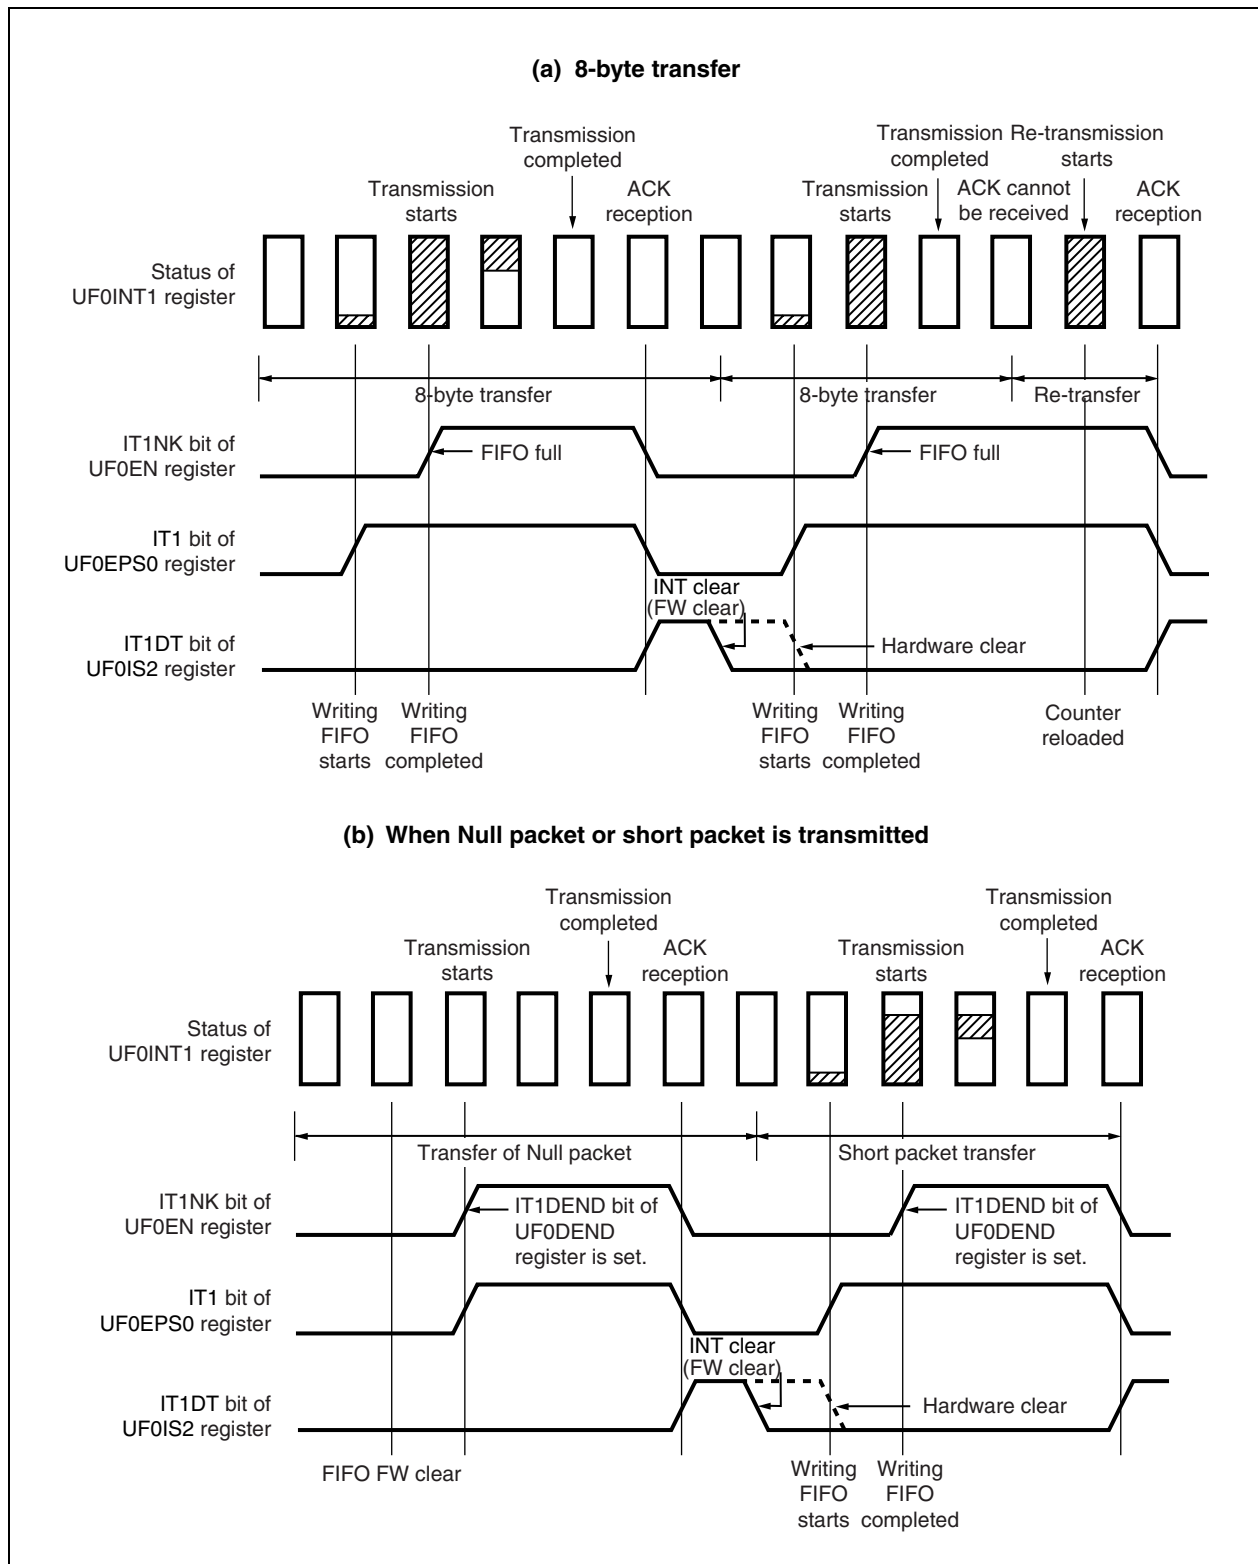 (a) 8-byte transfer
Transmission
completed
Transmission
completed
Re-transmission
starts
Transmission
starts
ACK
reception
Transmission
starts
ACK cannot
be received
ACK
reception
Status of
UF0INT1 register
8-byte transfer
8-byte transfer
Re-transfer
IT1NK bit of
UF0EN register
FIFO full
FIFO full
IT1 bit of
UF0EPS0 register
INT clear
(FW clear)
IT1DT bit of
UF0IS2 register
Hardware clear
Writing
FIFO
starts
Writing
FIFO
completed
Writing
FIFO
starts
Writing
FIFO
completed
Counter
reloaded
(b) When Null packet or short packet is transmitted
Transmission
completed
Transmission
completed
Transmission
starts
ACK
reception
Transmission
starts
ACK
reception
Status of
UF0INT1 register
Transfer of Null packet
Short packet transfer
IT1NK bit of
UF0EN register
IT1DEND bit of
UF0DEND
register is set.
IT1DEND bit of
UF0DEND
register is set.
IT1 bit of
UF0EPS0 register
INT clear
(FW clear)
IT1DT bit of
UF0IS2 register
Hardware clear
FIFO FW clear
Writing
FIFO
starts
Writing
FIFO
completed